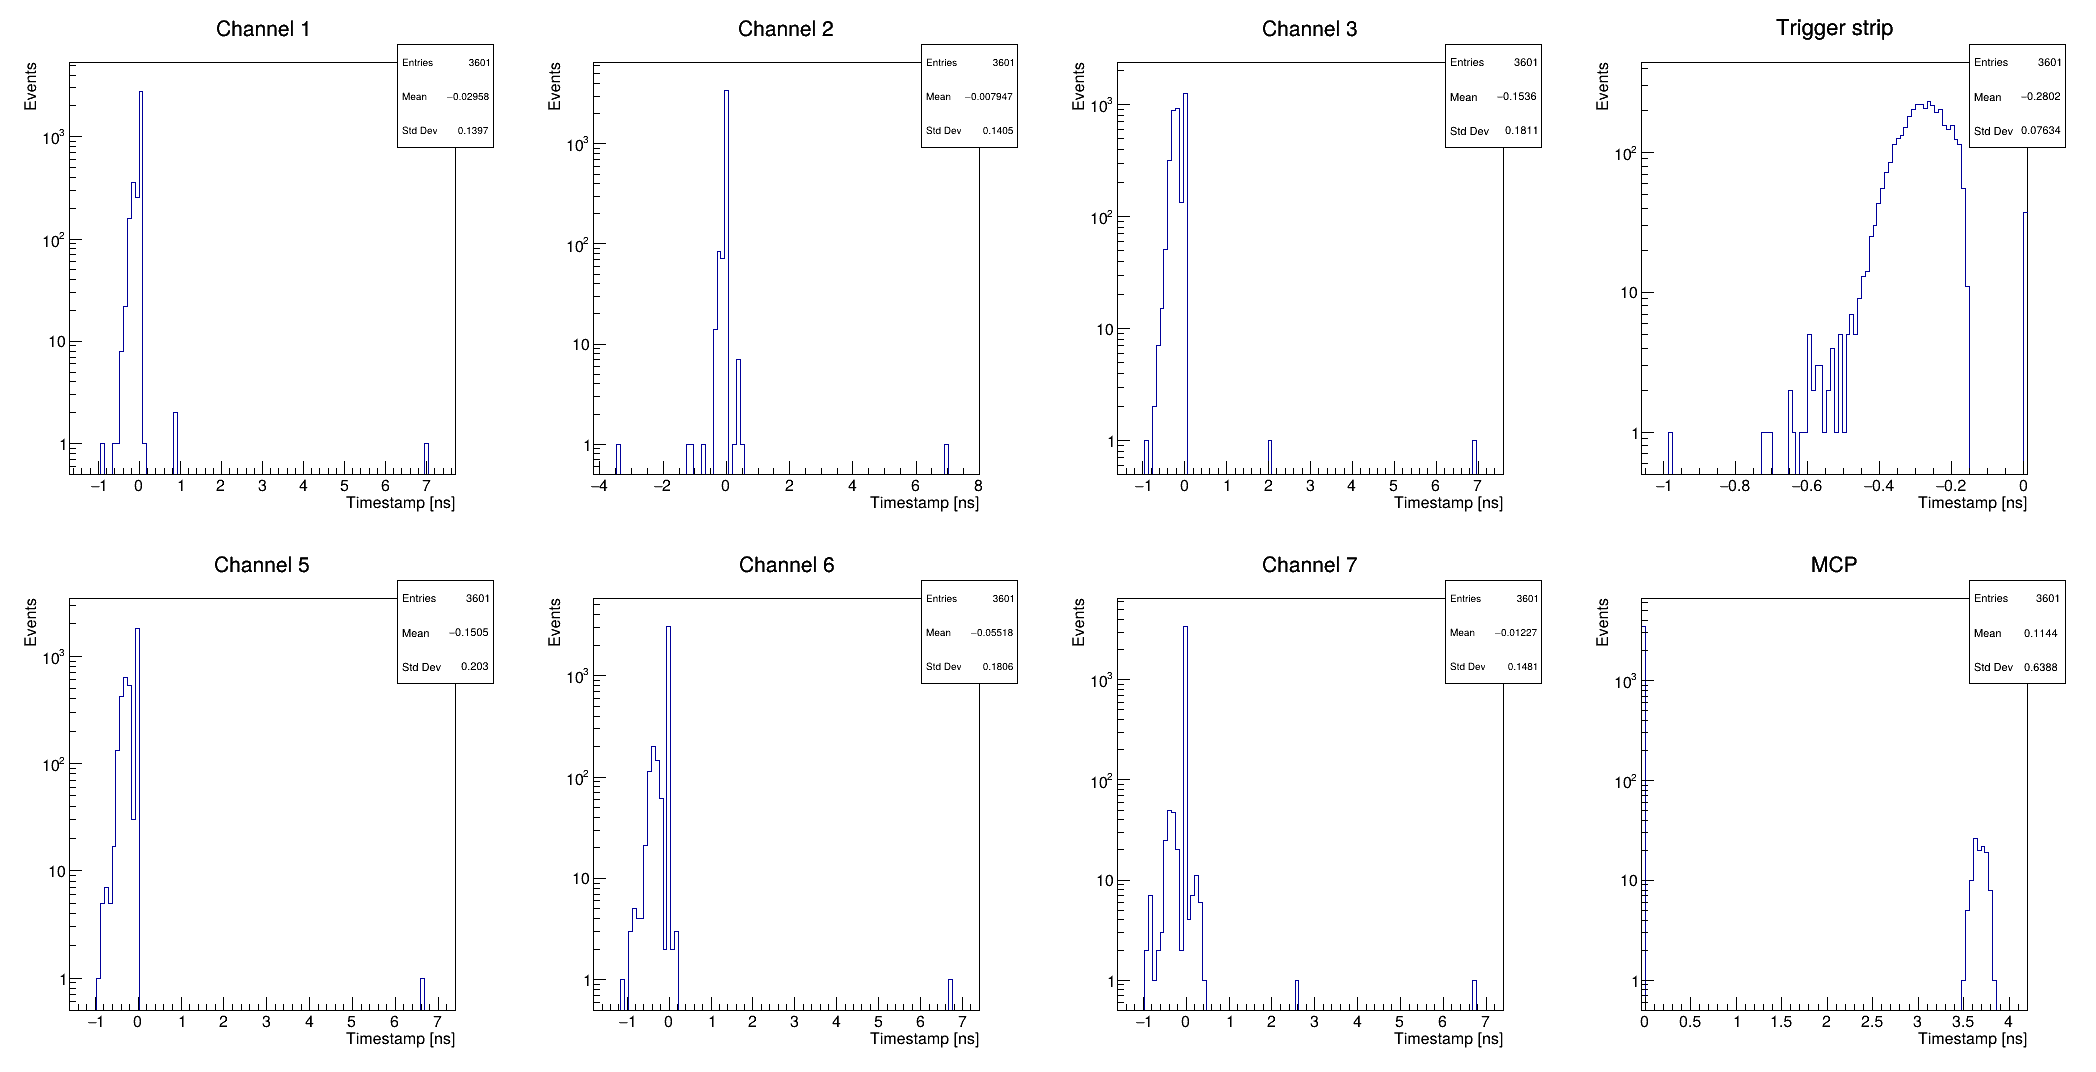 Channel 1
Events
Entries 3601
Mean −0.02958
Std Dev 0.1397
10³
10²
10
1
−1 0 1 2 3 4 5 6 7
Timestamp [ns]
Channel 2
Events
Entries 3601
Mean −0.007947
Std Dev 0.1405
10³
10²
10
1
−4 −2 0 2 4 6 8
Timestamp [ns]
Channel 3
Events
Entries 3601
Mean −0.1536
Std Dev 0.1811
10³
10²
10
1
−1 0 1 2 3 4 5 6 7
Timestamp [ns]
Trigger strip
Events
Entries 3601
Mean −0.2802
Std Dev 0.07634
10²
10
1
−1 −0.8 −0.6 −0.4 −0.2 0
Timestamp [ns]
Channel 5
Events
Entries 3601
Mean −0.1505
Std Dev 0.203
10³
10²
10
1
−1 0 1 2 3 4 5 6 7
Timestamp [ns]
Channel 6
Events
Entries 3601
Mean −0.05518
Std Dev 0.1806
10³
10²
10
1
−1 0 1 2 3 4 5 6 7
Timestamp [ns]
Channel 7
Events
Entries 3601
Mean −0.01227
Std Dev 0.1481
10³
10²
10
1
−1 0 1 2 3 4 5 6 7
Timestamp [ns]
MCP
Events
Entries 3601
Mean 0.1144
Std Dev 0.6388
10³
10²
10
1
0 0.5 1 1.5 2 2.5 3 3.5 4
Timestamp [ns]